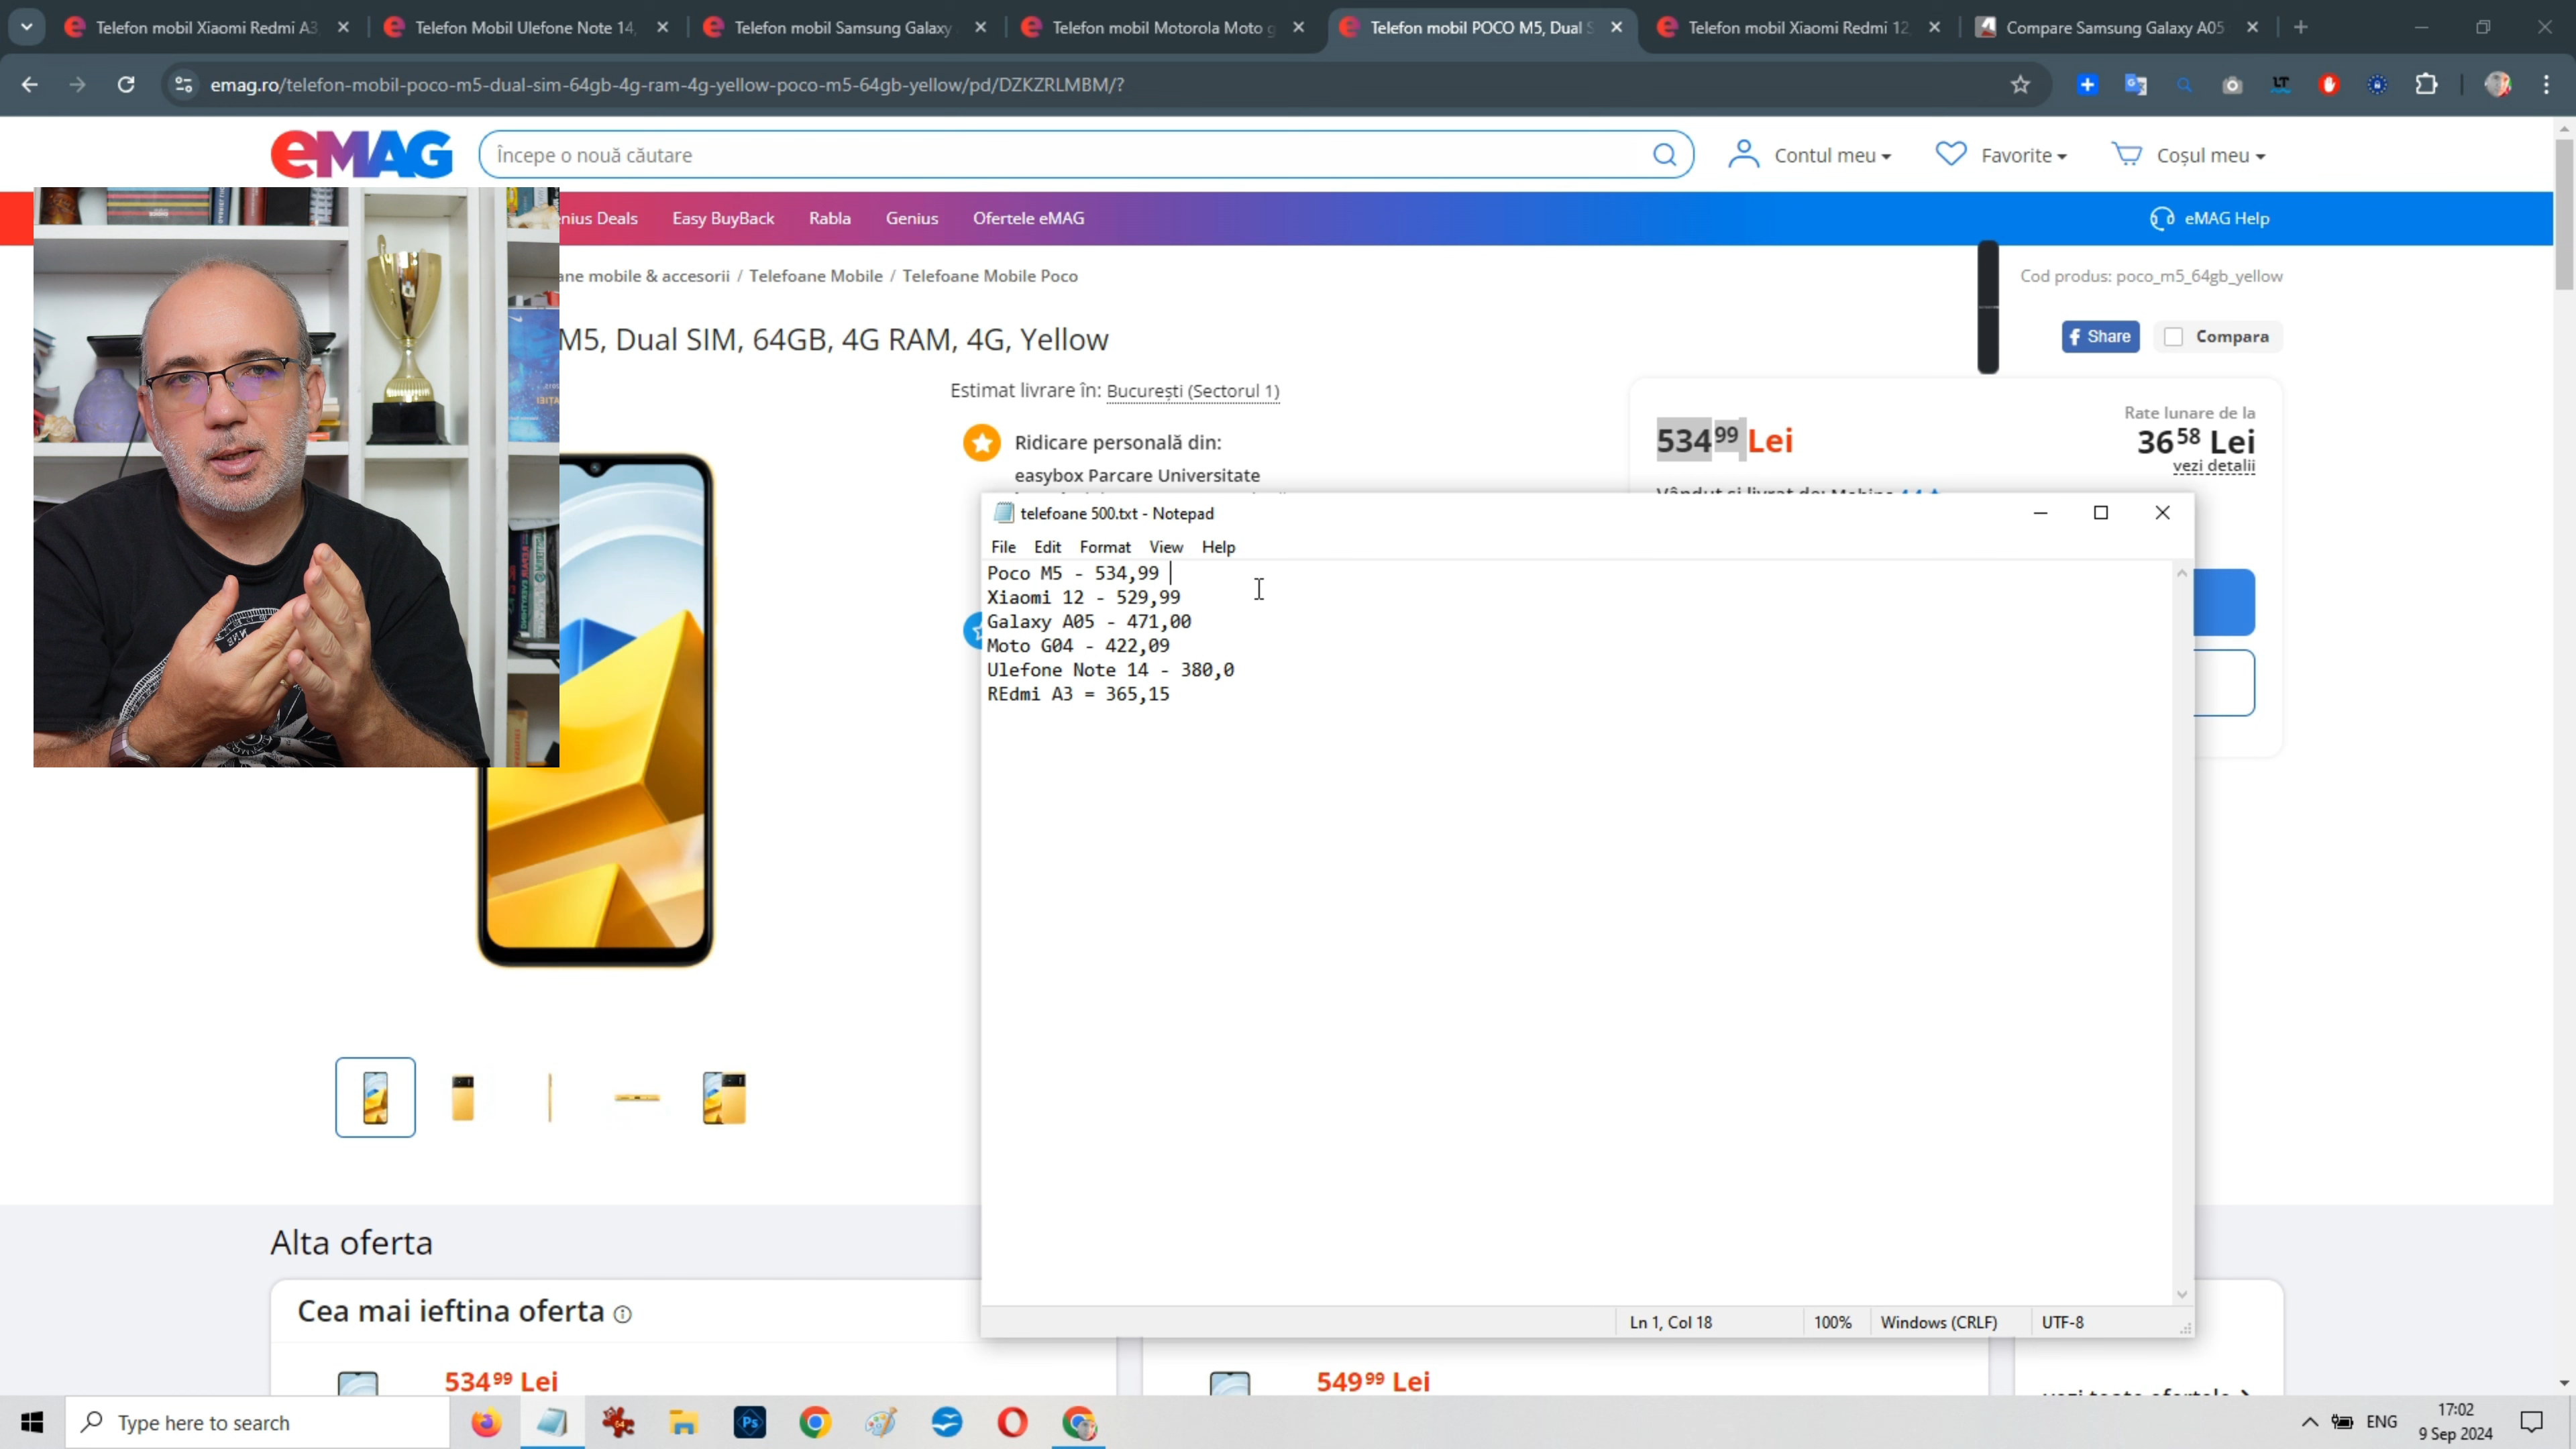 Telefon mobil Xiaomi Redmi A3
Telefon Mobil Ulefone Note 14,
Telefon mobil Samsung Galaxy
Telefon mobil Motorola Moto g
Telefon mobil POCO M5, Dual S
Telefon mobil Xiaomi Redmi 12,
Compare Samsung Galaxy A05
emag.ro/telefon-mobil-poco-m5-dual-sim-64gb-4g-ram-4g-yellow-poco-m5-64gb-yellow/pd/DZKZRLMBM/?
eMAG
Începe o nouă căutare
Contul meu
Favorite
Coșul meu
nius Deals
Easy BuyBack
Rabla
Genius
Ofertele eMAG
eMAG Help
ane mobile & accesorii / Telefoane Mobile / Telefoane Mobile Poco
Cod produs: poco_m5_64gb_yellow
M5, Dual SIM, 64GB, 4G RAM, 4G, Yellow
Share
Compara
Estimat livrare în: București (Sectorul 1)
Ridicare personală din:
easybox Parcare Universitate
534⁹⁹ Lei
Rate lunare de la
36⁵⁸ Lei
vezi detalii
telefoane 500.txt - Notepad
File Edit Format View Help
Poco M5 - 534,99
Xiaomi 12 - 529,99
Galaxy A05 - 471,00
Moto G04 - 422,09
Ulefone Note 14 - 380,0
REdmi A3 = 365,15
Ln 1, Col 18
100%
Windows (CRLF)
UTF-8
Alta oferta
Cea mai ieftina oferta
534⁹⁹ Lei
549⁹⁹ Lei
Type here to search
Ps
ENG
17:02
9 Sep 2024